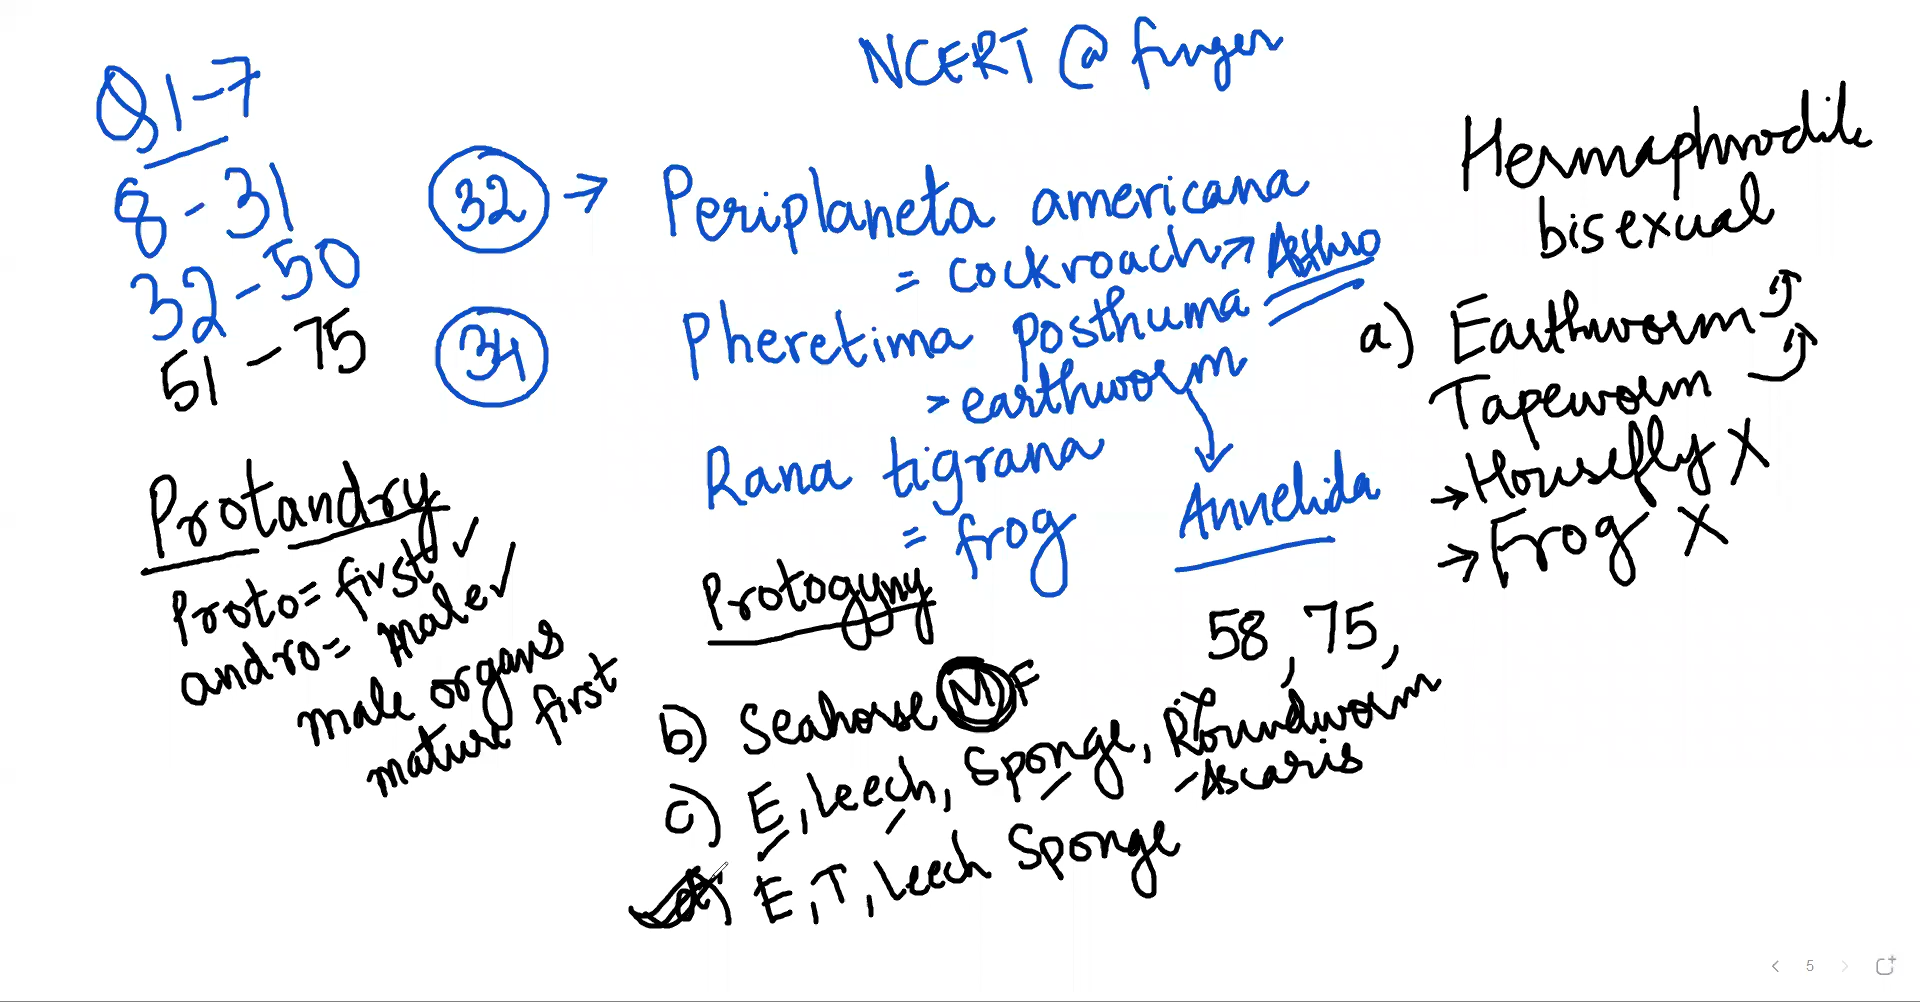 NCERT @ finger
Q1-7
8-31
32-50
51-75
32 → Periplaneta americana
= cockroach → Arthro
34 Pheretima posthuma
> earthworm
Annelida
Rana tigrana
= frog
Hermaphrodite
bisexual
a) Earthworm
Tapeworm
→ Housefly X
→ Frog X
Protandry
Proto= first ✓
andro= male ✓
male organs
mature first
Protogyny
58, 75,
b) Seahorse M F
c) E, Leech, Sponge, Roundworm
- Ascaris
d) E, T, Leech Sponge
5